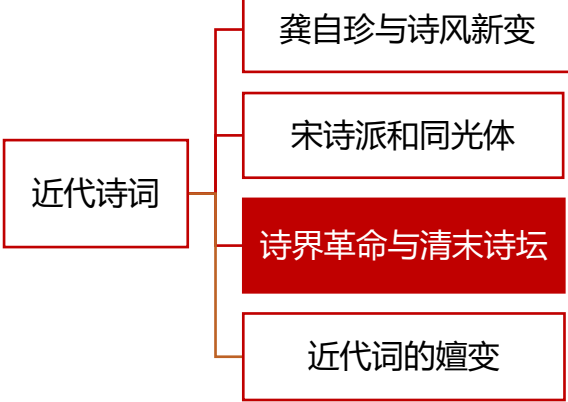 龚自珍与诗风新变
宋诗派和同光体
近代诗词
诗界革命与清末诗坛
近代词的嬗变